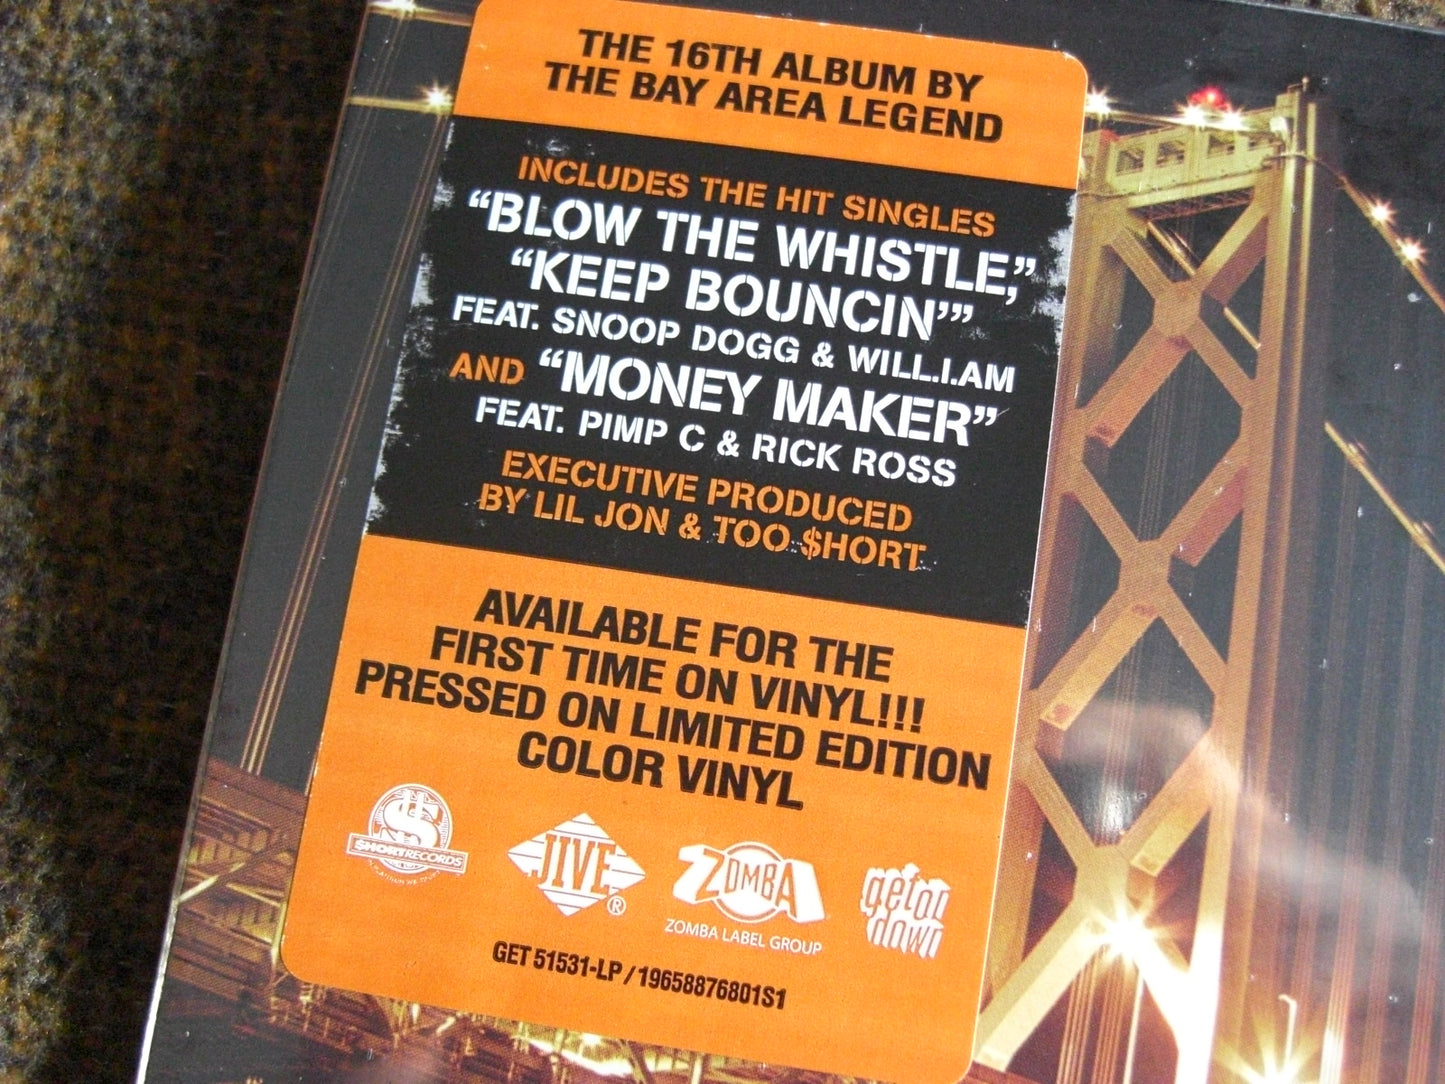 THE 16TH ALBUM BY
THE BAY AREA LEGEND
INCLUDES THE HIT SINGLES
“BLOW THE WHISTLE,”
“KEEP BOUNCIN’”
FEAT. SNOOP DOGG & WILL.I.AM
AND “MONEY MAKER”
FEAT. PIMP C & RICK ROSS
EXECUTIVE PRODUCED
BY LIL JON & TOO $HORT
AVAILABLE FOR THE
FIRST TIME ON VINYL!!!
PRESSED ON LIMITED EDITION
COLOR VINYL
$HORT RECORDS
JIVE ®
ZOMBA
ZOMBA LABEL GROUP
get on
down
GET 51531-LP / 19658876801S1